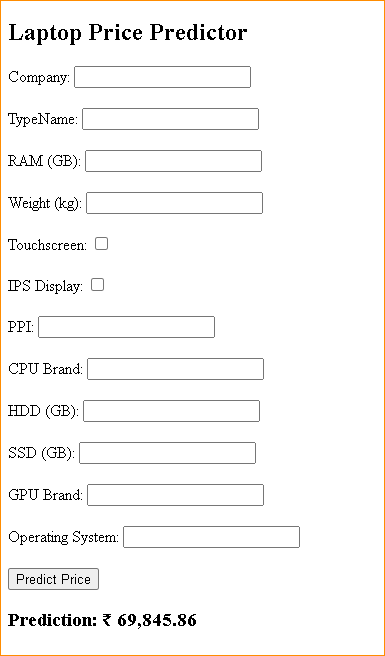 Laptop Price Predictor
Company:
TypeName:
RAM (GB):
Weight (kg):
Touchscreen:
IPS Display:
PPI:
CPU Brand:
HDD (GB):
SSD (GB):
GPU Brand:
Operating System:
Predict Price
Prediction: ₹ 69,845.86